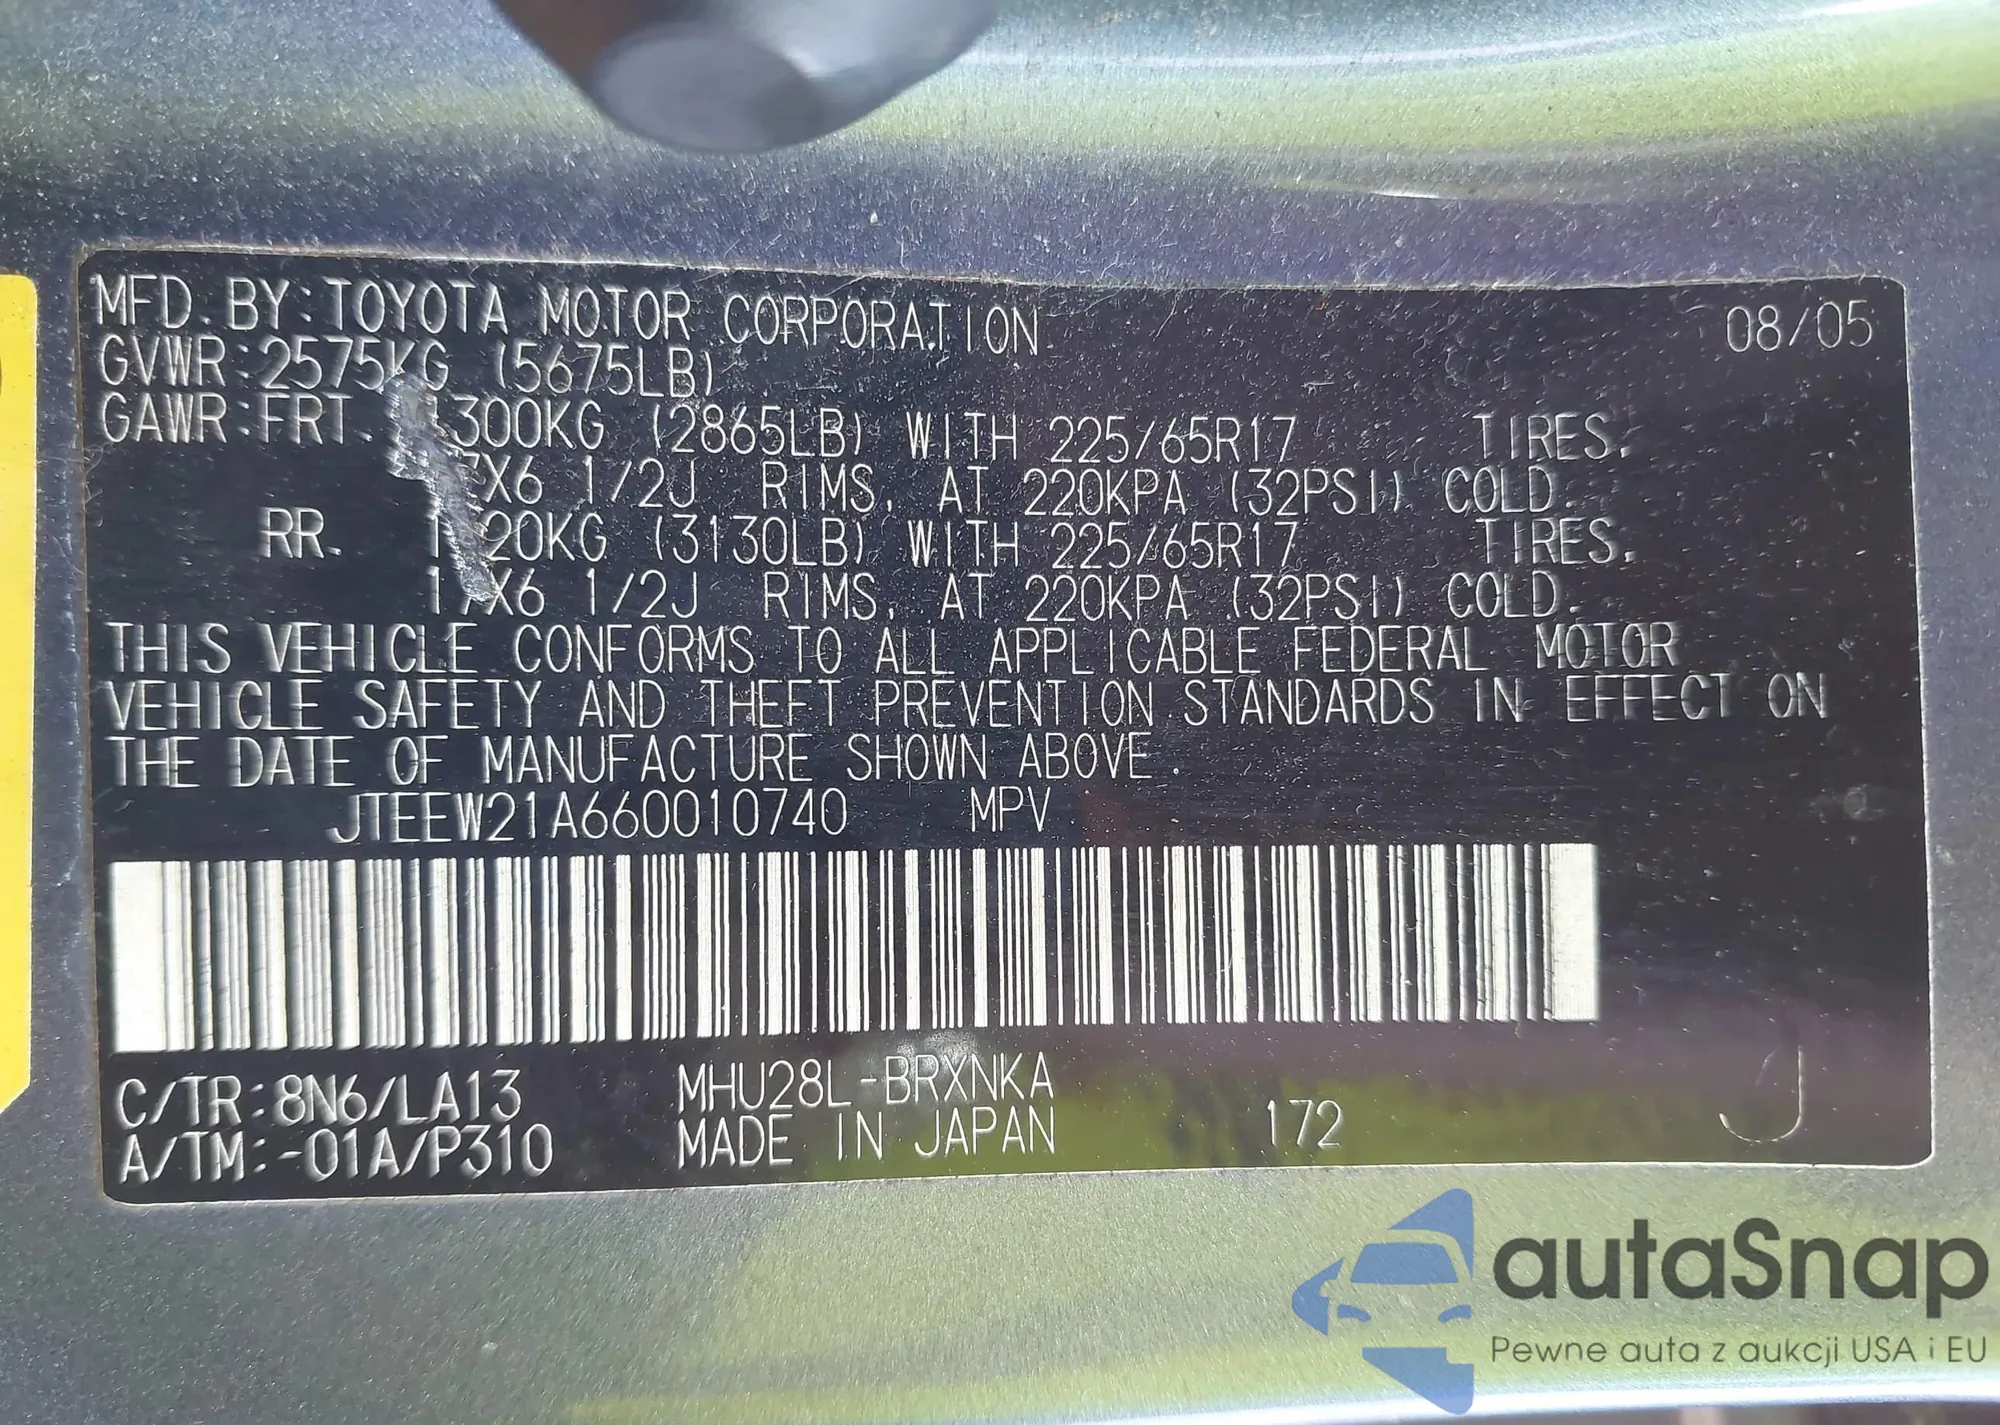 MFD. BY:TOYOTA MOTOR CORPORATION 08/05
GVWR:2575KG (5675LB)
GAWR:FRT. 300KG (2865LB) WITH 225/65R17 TIRES.
X6 1/2J RIMS, AT 220KPA (32PSI) COLD.
RR. 20KG (3130LB) WITH 225/65R17 TIRES.
X6 1/2J RIMS, AT 220KPA (32PSI) COLD.
THIS VEHICLE CONFORMS TO ALL APPLICABLE FEDERAL MOTOR
VEHICLE SAFETY AND THEFT PREVENTION STANDARDS IN EFFECT ON
THE DATE OF MANUFACTURE SHOWN ABOVE.
JTEEW21A660010740 MPV
C/TR:8N6/LA13 MHU28L-BRXNKA
A/TM:-01A/P310 MADE IN JAPAN 172 J
autaSnap
Pewne auta z aukcji USA i EU